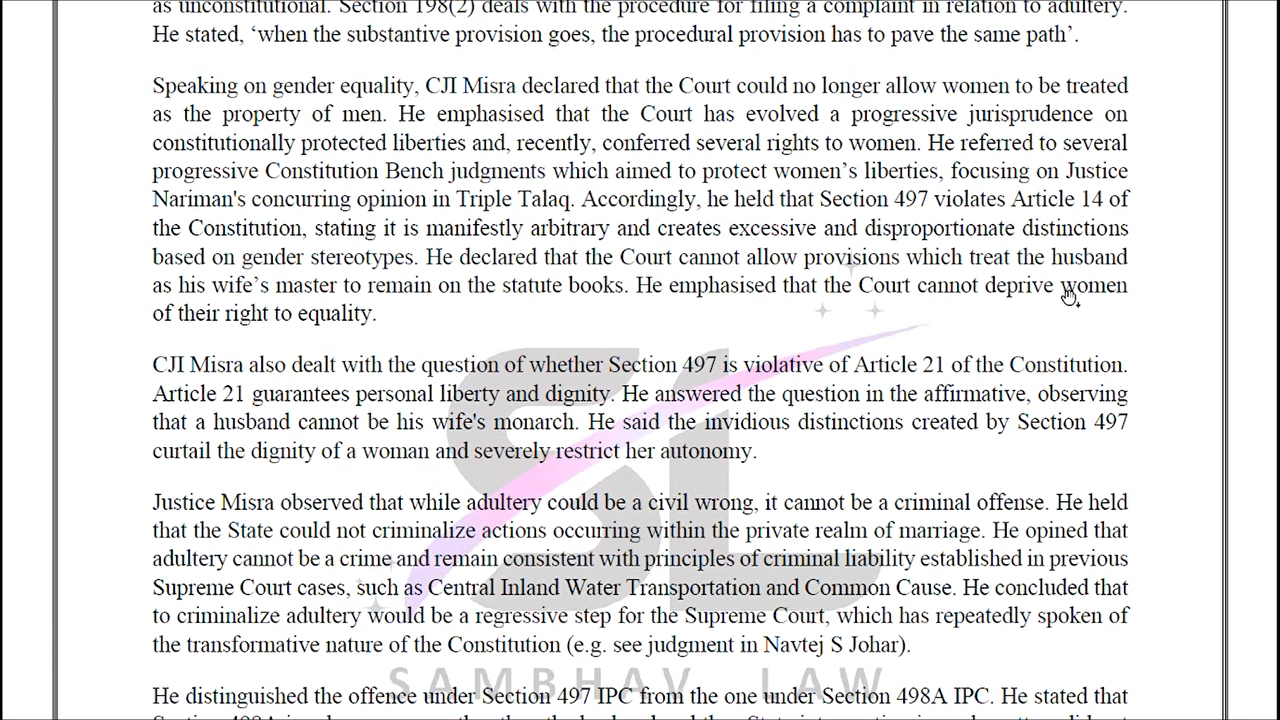 as unconstitutional. Section 198(2) deals with the procedure for filing a complaint in relation to adultery.
He stated, ‘when the substantive provision goes, the procedural provision has to pave the same path’.
Speaking on gender equality, CJI Misra declared that the Court could no longer allow women to be treated
as the property of men. He emphasised that the Court has evolved a progressive jurisprudence on
constitutionally protected liberties and, recently, conferred several rights to women. He referred to several
progressive Constitution Bench judgments which aimed to protect women’s liberties, focusing on Justice
Nariman's concurring opinion in Triple Talaq. Accordingly, he held that Section 497 violates Article 14 of
the Constitution, stating it is manifestly arbitrary and creates excessive and disproportionate distinctions
based on gender stereotypes. He declared that the Court cannot allow provisions which treat the husband
as his wife’s master to remain on the statute books. He emphasised that the Court cannot deprive women
of their right to equality.
CJI Misra also dealt with the question of whether Section 497 is violative of Article 21 of the Constitution.
Article 21 guarantees personal liberty and dignity. He answered the question in the affirmative, observing
that a husband cannot be his wife's monarch. He said the invidious distinctions created by Section 497
curtail the dignity of a woman and severely restrict her autonomy.
Justice Misra observed that while adultery could be a civil wrong, it cannot be a criminal offense. He held
that the State could not criminalize actions occurring within the private realm of marriage. He opined that
adultery cannot be a crime and remain consistent with principles of criminal liability established in previous
Supreme Court cases, such as Central Inland Water Transportation and Common Cause. He concluded that
to criminalize adultery would be a regressive step for the Supreme Court, which has repeatedly spoken of
the transformative nature of the Constitution (e.g. see judgment in Navtej S Johar).
SL
SAMBHAV LAW
He distinguished the offence under Section 497 IPC from the one under Section 498A IPC. He stated that